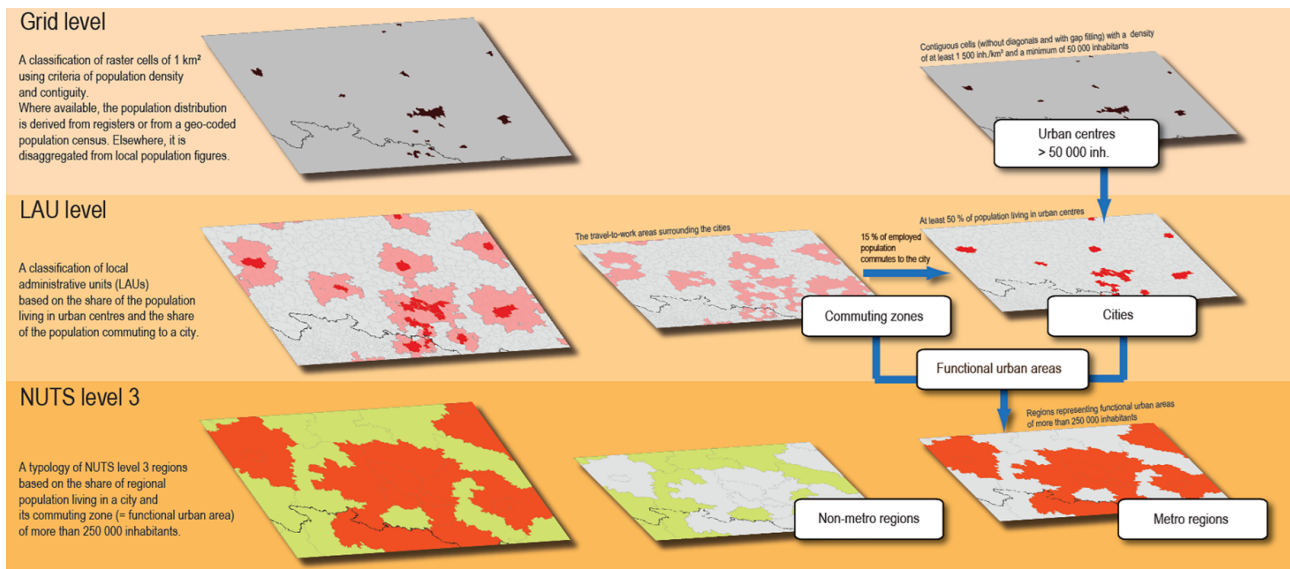 Grid level
A classification of raster cells of 1 km²
using criteria of population density
and contiguity.
Where available, the population distribution
is derived from registers or from a geo-coded
population census. Elsewhere, it is
disaggregated from local population figures.
Contiguous cells (without diagonals and with gap filling) with a density
of at least 1 500 inh./km² and a minimum of 50 000 inhabitants
Urban centres
> 50 000 inh.
LAU level
A classification of local
administrative units (LAUs)
based on the share of the population
living in urban centres and the share
of the population commuting to a city.
The travel-to-work areas surrounding the cities
15 % of employed
population
commutes to the city
At least 50 % of population living in urban centres
Commuting zones
Cities
Functional urban areas
NUTS level 3
A typology of NUTS level 3 regions
based on the share of regional
population living in a city and
its commuting zone (= functional urban area)
of more than 250 000 inhabitants.
Regions representing functional urban areas
of more than 250 000 inhabitants
Non-metro regions
Metro regions